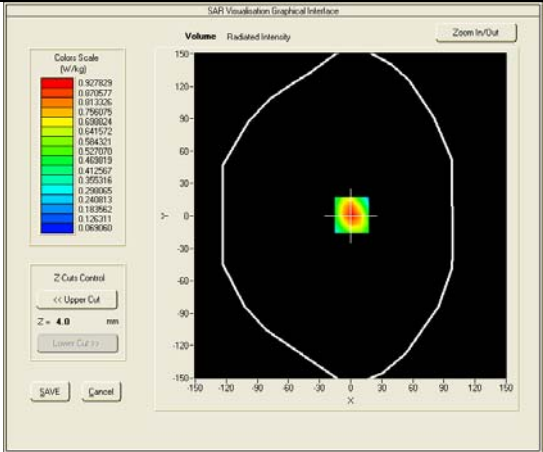 SAR Visualisation Graphical Interface
Volume Radiated Intensity
Zoom In/Out
Colors Scale
(W/kg)
0.927829
0.870577
0.813326
0.756075
0.698824
0.641572
0.584321
0.527070
0.469819
0.412567
0.355316
0.298065
0.240813
0.183562
0.126311
0.069060
Z-Cuts Control
<< Upper Cut
Z = 4.0 mm
Lower Cut >>
SAVE
Cancel
150
120
90
60
30
0
-30
-60
-90
-120
-150
Y
-150 -120 -90 -60 -30 0 30 60 90 120 150
X